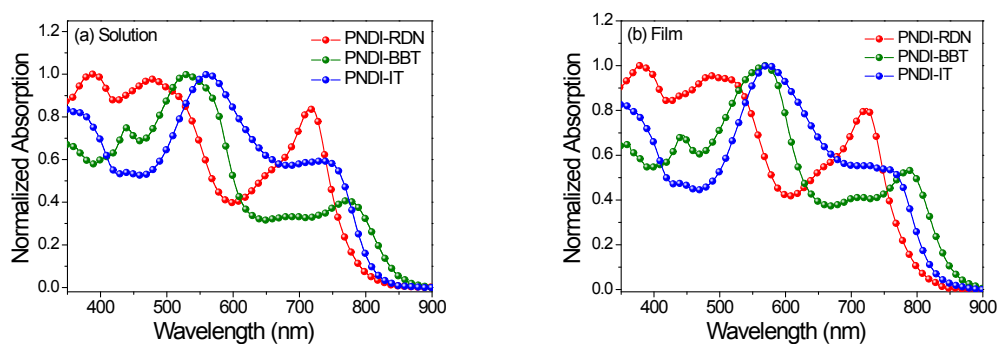 (a) Solution
PNDI-RDN
PNDI-BBT
PNDI-IT
Normalized Absorption
1.2
1.0
0.8
0.6
0.4
0.2
0.0
400 500 600 700 800 900
Wavelength (nm)
(b) Film
PNDI-RDN
PNDI-BBT
PNDI-IT
Normalized Absorption
1.2
1.0
0.8
0.6
0.4
0.2
0.0
400 500 600 700 800 900
Wavelength (nm)